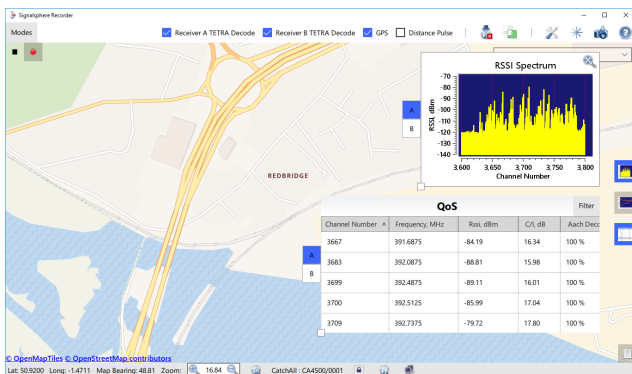 Signalsphere Recorder
Modes
Receiver A TETRA Decode Receiver B TETRA Decode GPS Distance Pulse
RSSI Spectrum
-70
-80
-90
-100
-110
-120
-130
-140
RSSI, dBm
3,600 3,650 3,700 3,750 3,800
Channel Number
A
B
REDBRIDGE
QoS
Filter
Channel Number Frequency, MHz Rssi, dBm C/I, dB Aach Deco
3667 391.6875 -84.19 16.34 100 %
3683 392.0875 -88.81 15.98 100 %
3699 392.4875 -89.11 16.01 100 %
3700 392.5125 -85.99 17.04 100 %
3709 392.7375 -79.72 17.80 100 %
A
B
© OpenMapTiles © OpenStreetMap contributors
Lat: 50.9200 Long: -1.4711 Map Bearing: 48.81 Zoom: 16.84 CatchAll : CA4500/0001